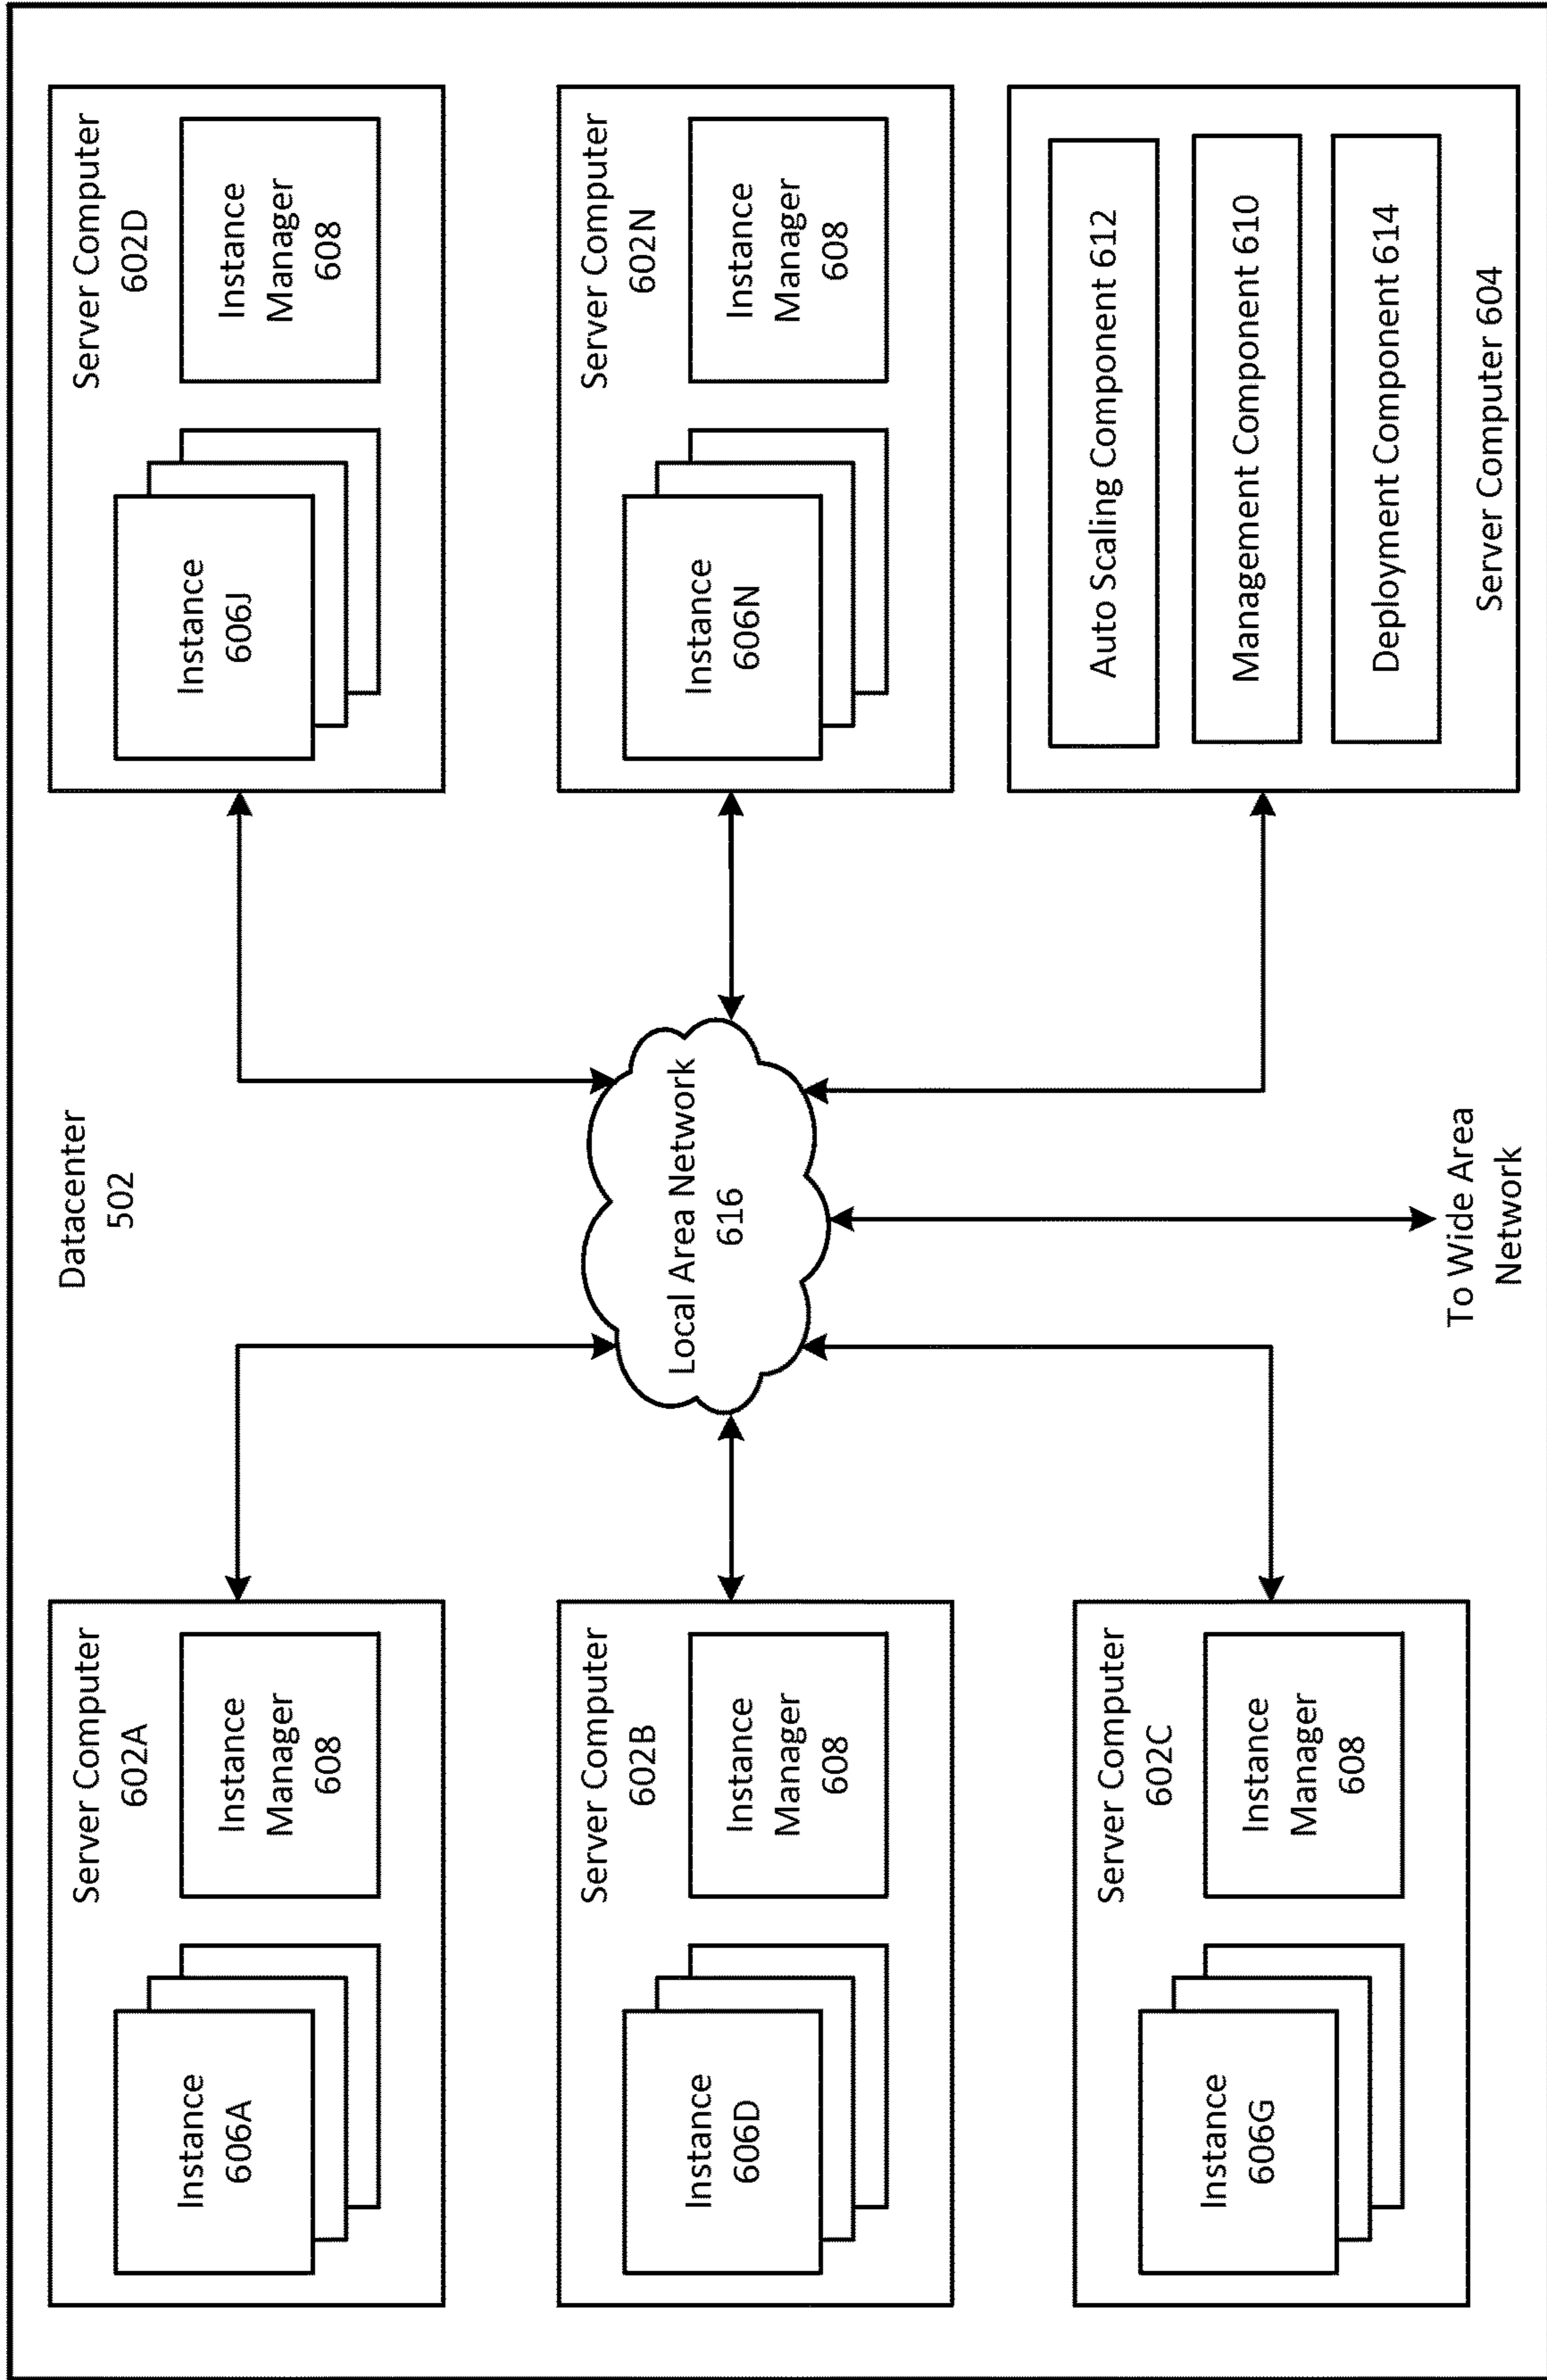 Datacenter
502
Server Computer
602A
Instance
606A
Instance
Manager
608
Server Computer
602B
Instance
606D
Instance
Manager
608
Server Computer
602C
Instance
606G
Instance
Manager
608
Local Area Network
616
To Wide Area
Network
Server Computer
602D
Instance
606J
Instance
Manager
608
Server Computer
602N
Instance
606N
Instance
Manager
608
Auto Scaling Component 612
Management Component 610
Deployment Component 614
Server Computer 604